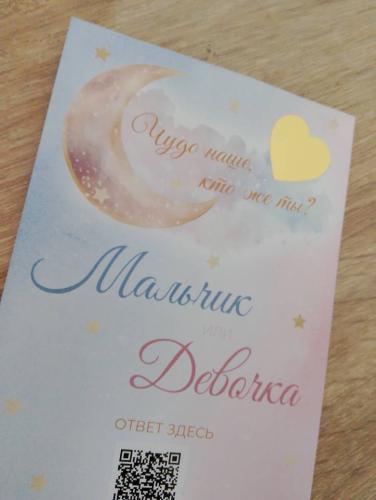 Чудо наше,
кто же ты?
Мальчик
или
Девочка
ОТВЕТ ЗДЕСЬ